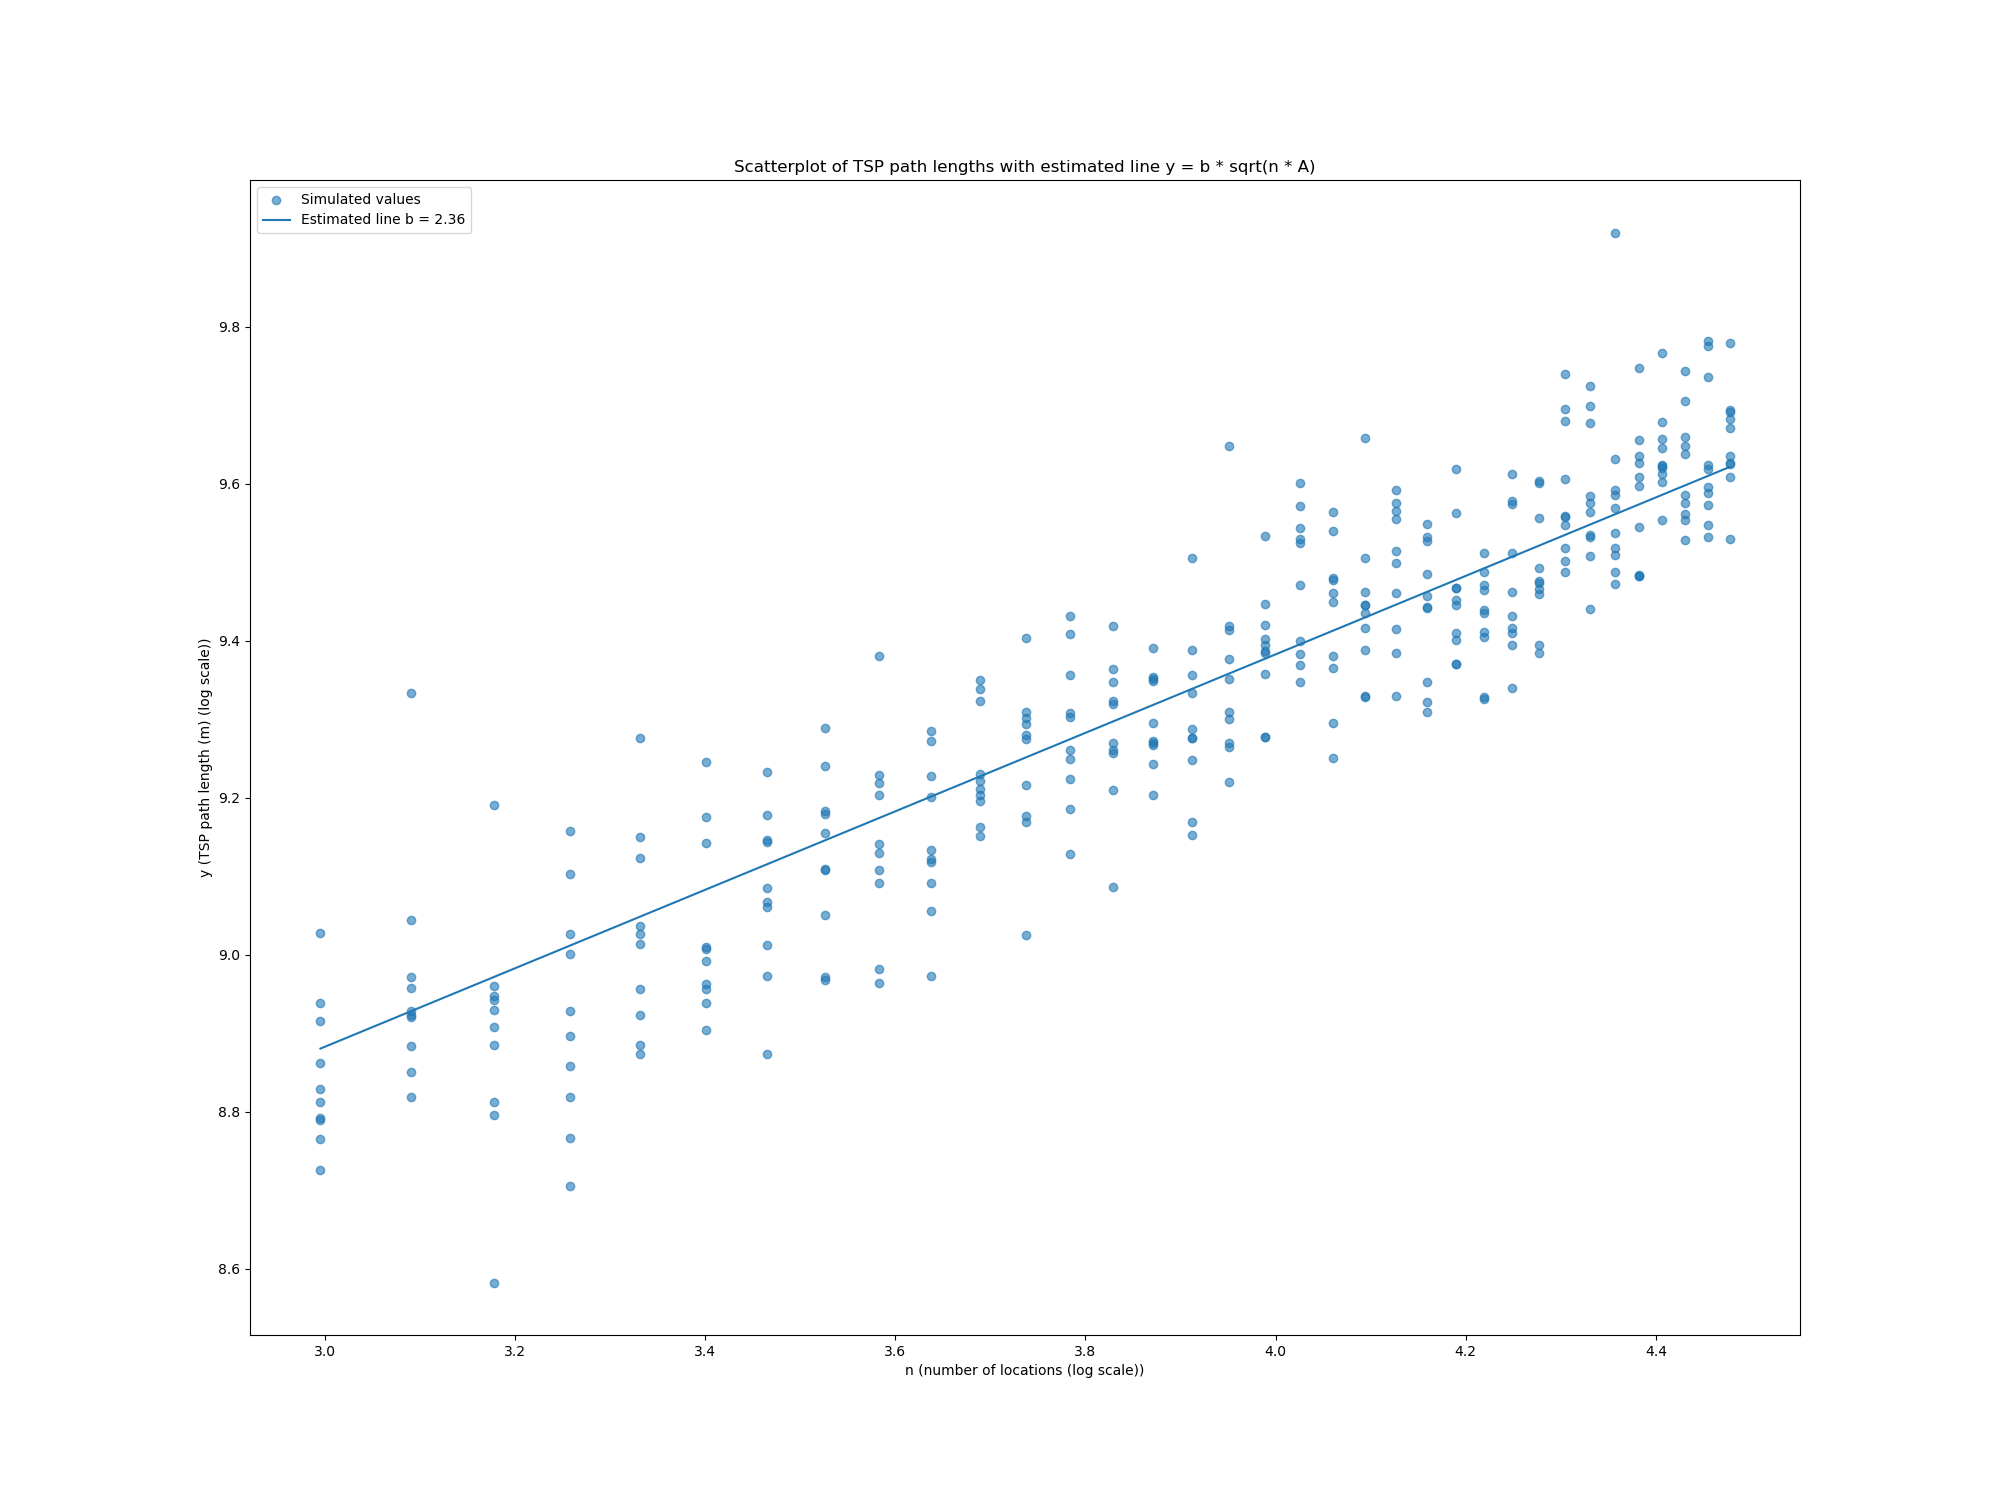 Scatterplot of TSP path lengths with estimated line y = b * sqrt(n * A)
Simulated values
Estimated line b = 2.36
9.8
9.6
9.4
9.2
9.0
8.8
8.6
y (TSP path length (m) (log scale))
3.0 3.2 3.4 3.6 3.8 4.0 4.2 4.4
n (number of locations (log scale))